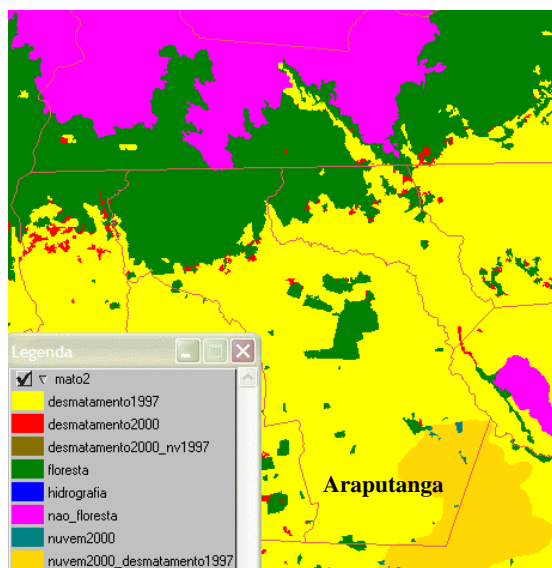 Legenda
mato2
desmatamento1997
desmatamento2000
desmatamento2000_nv1997
floresta
hidrografia
nao_floresta
nuvem2000
nuvem2000_desmatamento1997
Araputanga